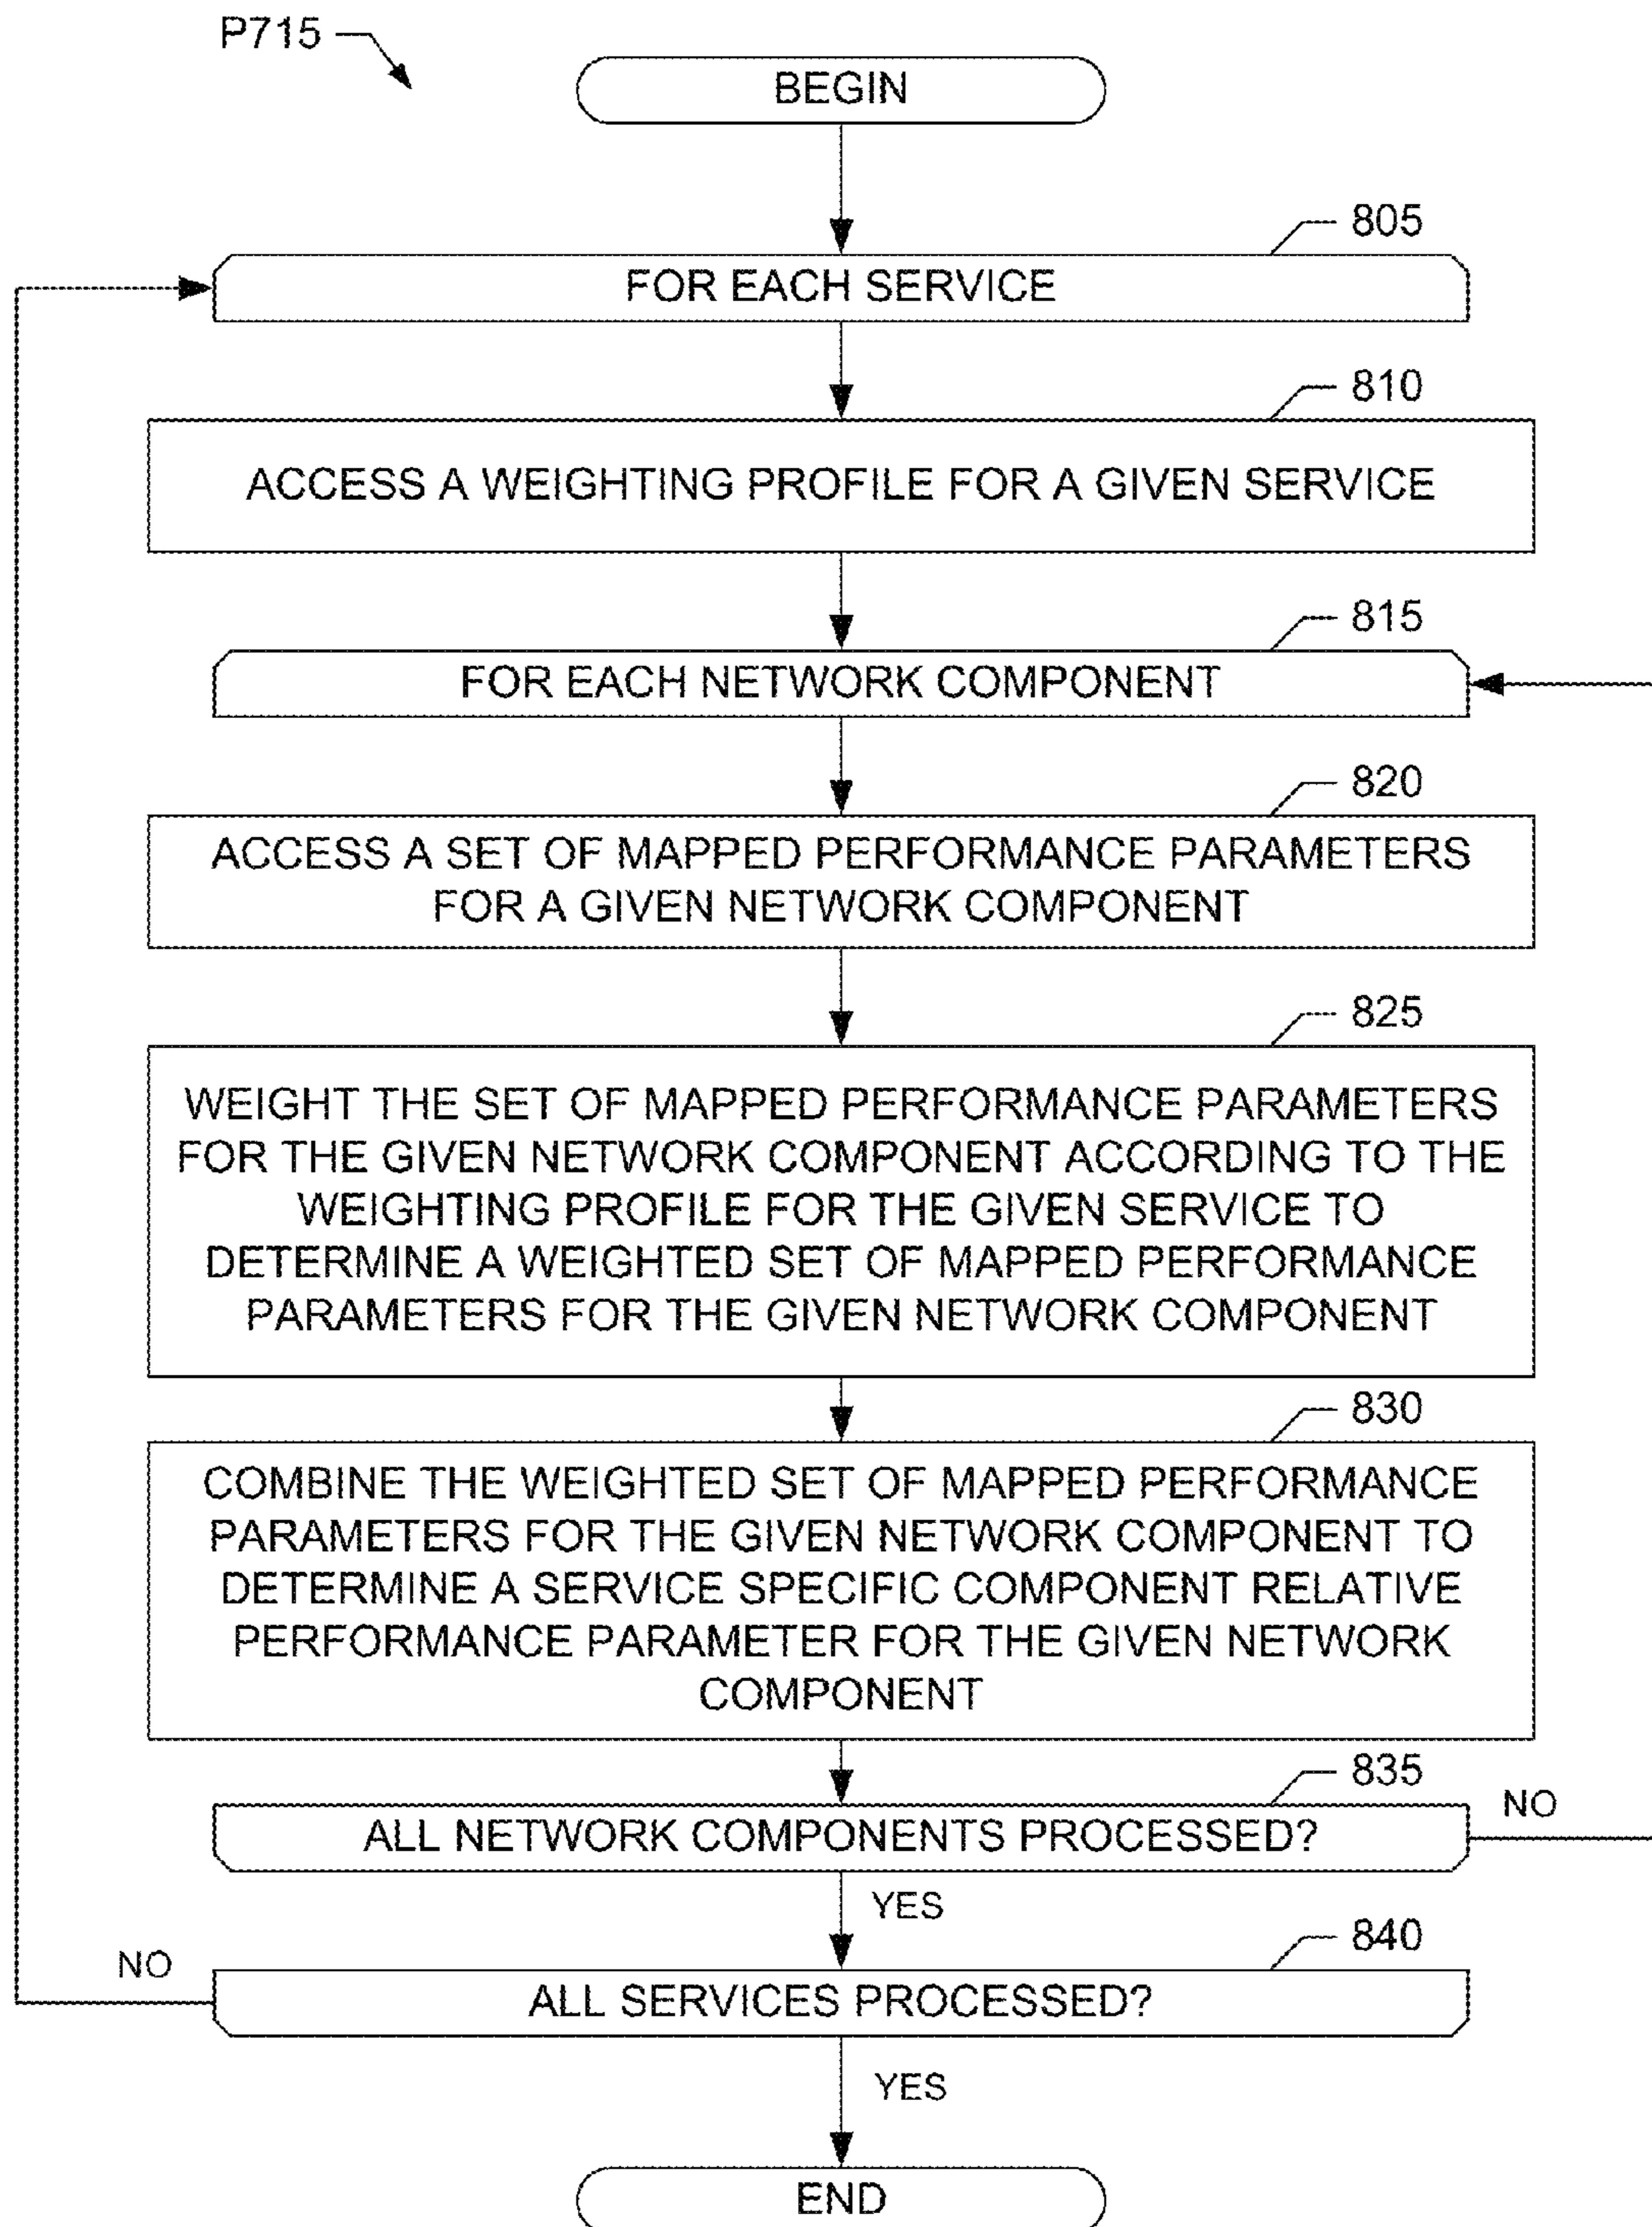 P715
BEGIN
805
FOR EACH SERVICE
810
ACCESS A WEIGHTING PROFILE FOR A GIVEN SERVICE
815
FOR EACH NETWORK COMPONENT
820
ACCESS A SET OF MAPPED PERFORMANCE PARAMETERS
FOR A GIVEN NETWORK COMPONENT
825
WEIGHT THE SET OF MAPPED PERFORMANCE PARAMETERS
FOR THE GIVEN NETWORK COMPONENT ACCORDING TO THE
WEIGHTING PROFILE FOR THE GIVEN SERVICE TO
DETERMINE A WEIGHTED SET OF MAPPED PERFORMANCE
PARAMETERS FOR THE GIVEN NETWORK COMPONENT
830
COMBINE THE WEIGHTED SET OF MAPPED PERFORMANCE
PARAMETERS FOR THE GIVEN NETWORK COMPONENT TO
DETERMINE A SERVICE SPECIFIC COMPONENT RELATIVE
PERFORMANCE PARAMETER FOR THE GIVEN NETWORK
COMPONENT
835
ALL NETWORK COMPONENTS PROCESSED?
NO
YES
840
NO
ALL SERVICES PROCESSED?
YES
END